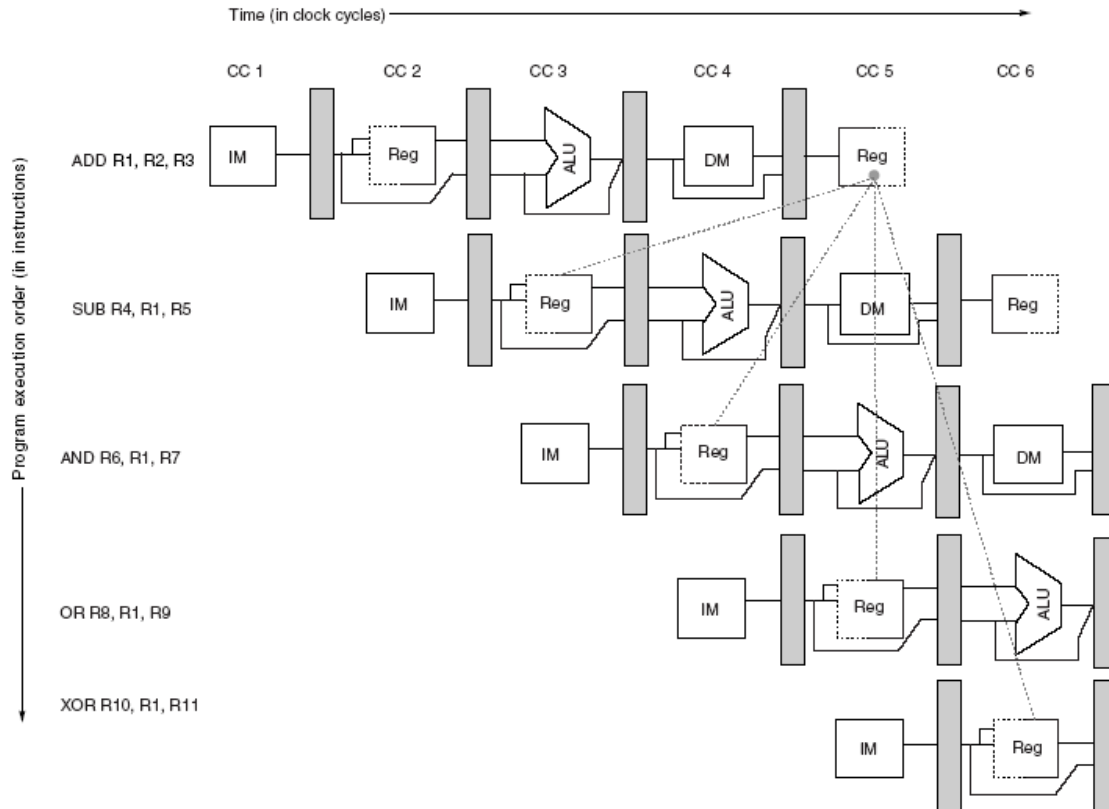 Time (in clock cycles)
CC 1 CC 2 CC 3 CC 4 CC 5 CC 6
Program execution order (in instructions)
ADD R1, R2, R3 IM Reg ALU DM Reg
SUB R4, R1, R5 IM Reg ALU DM Reg
AND R6, R1, R7 IM Reg ALU DM
OR R8, R1, R9 IM Reg ALU
XOR R10, R1, R11
IM Reg